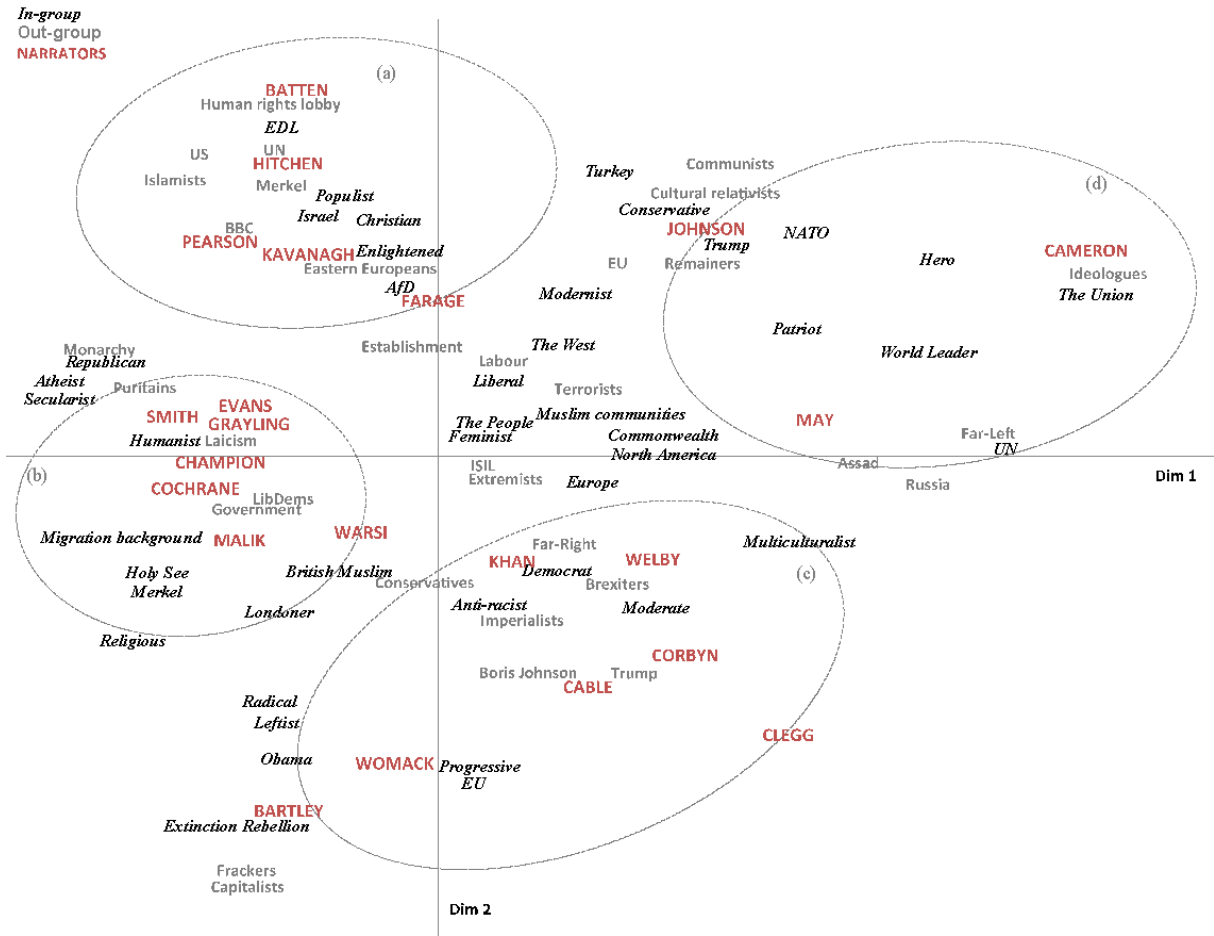 In-group
Out-group
NARRATORS
(a)
BATTEN
Human rights lobby
EDL
US
UN
HITCHEN
Islamists
Merkel
Populist
Israel
Christian
BBC
PEARSON
KAVANAGH
Enlightened
Eastern Europeans
AfD
FARAGE
Turkey
Communists
Cultural relativists
Conservative
JOHNSON
Trump
EU
Remainers
Modernist
(d)
NATO
CAMERON
Hero
Ideologues
The Union
Patriot
World Leader
MAY
Far-Left
UN
Assad
Russia
Dim 1
Establishment
The West
Labour
Liberal
Terrorists
Muslim communities
The People
Feminist
Commonwealth
North America
ISIL
Extremists
Europe
Monarchy
Republican
Atheist
Puritains
Secularist
EVANS
SMITH
GRAYLING
Humanist
Laicism
CHAMPION
(b)
COCHRANE
LibDems
Government
Migration background
MALIK
WARSI
Holy See
British Muslim
Merkel
Londoner
Religious
Conservatives
Far-Right
KHAN
WELBY
Democrat
Multiculturalist
(c)
Brexiters
Anti-racist
Moderate
Imperialists
CORBYN
Boris Johnson
Trump
CABLE
CLEGG
Radical
Leftist
Obama
WOMACK
Progressive
EU
BARTLEY
Extinction Rebellion
Frackers
Capitalists
Dim 2